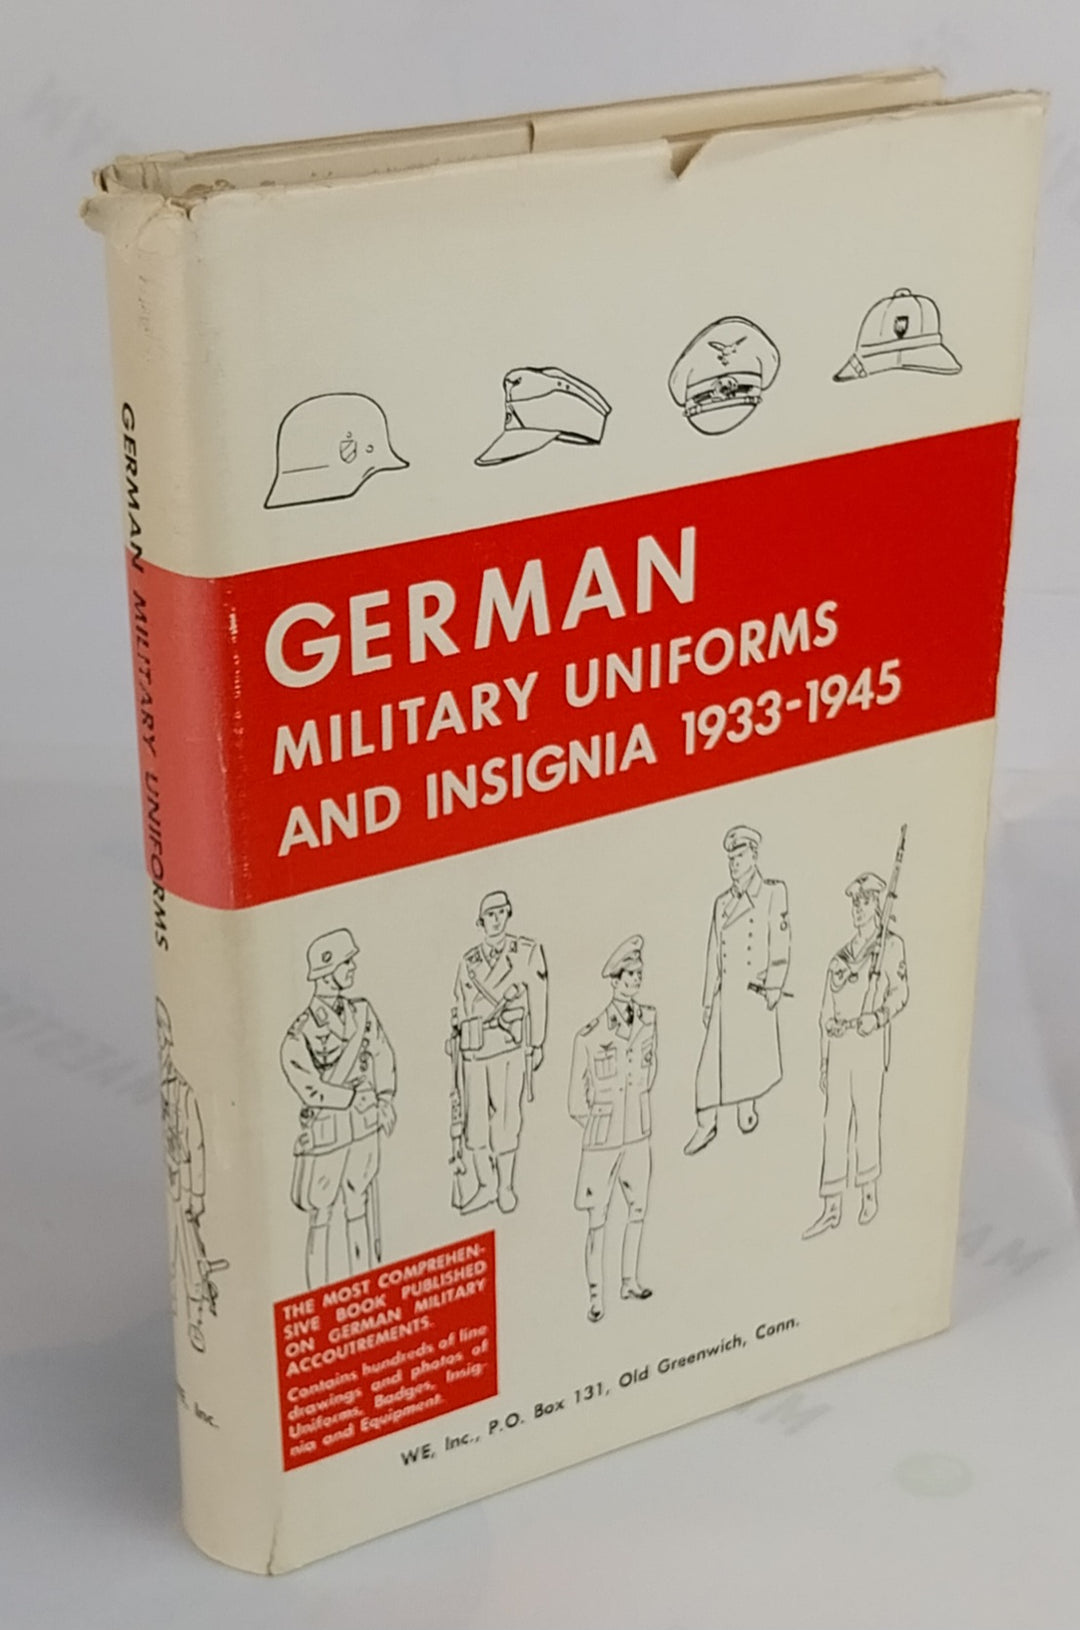 GERMAN
MILITARY UNIFORMS
AND INSIGNIA 1933-1945
THE MOST COMPREHEN-
SIVE BOOK PUBLISHED
ON GERMAN MILITARY
ACCOUTREMENTS.
Contains hundreds of line
drawings and photos of
Uniforms, Badges, Insig-
nia and Equipment.
WE, Inc., P.O. Box 131, Old Greenwich, Conn.
GERMAN MILITARY UNIFORMS
Inc.